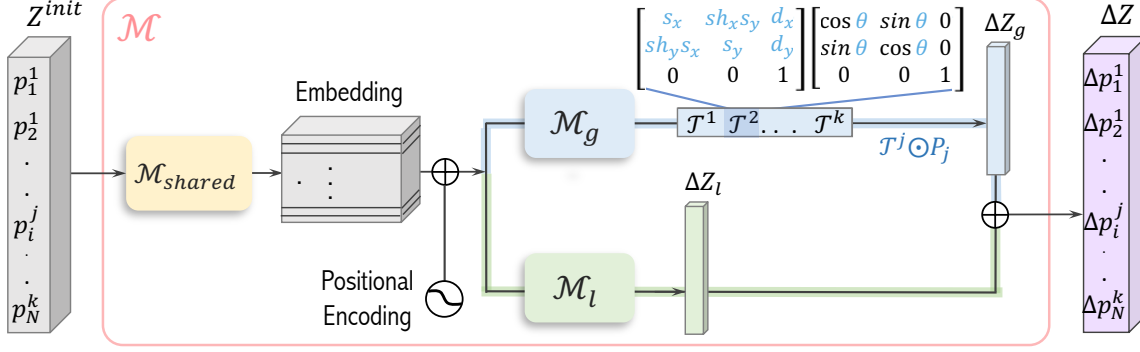 Z^{init}
p_1^1
p_2^1
.
.
p_i^j
.
.
p_N^k
ℳ
ℳ_{shared}
Embedding
. :
:
Positional
Encoding
ℳ_g
ℳ_l
s_x sh_x s_y d_x
sh_y s_x s_y d_y
0 0 1
cos θ sin θ 0
sin θ cos θ 0
0 0 1
𝒯^1 𝒯^2 . . . 𝒯^k
𝒯^j ⊙ P_j
ΔZ_g
ΔZ_l
ΔZ
Δp_1^1
Δp_2^1
.
.
Δp_i^j
.
.
Δp_N^k